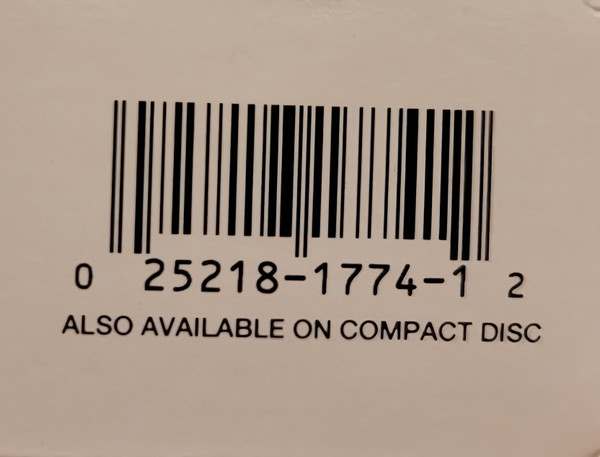 0 25218-1774-1 2
ALSO AVAILABLE ON COMPACT DISC